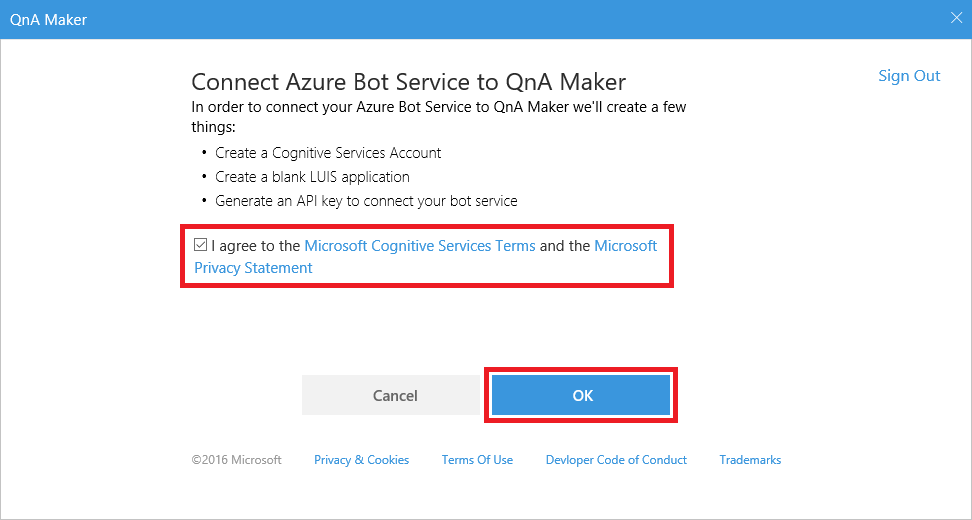 QnA Maker
Sign Out
Connect Azure Bot Service to QnA Maker
In order to connect your Azure Bot Service to QnA Maker we'll create a few
things:
• Create a Cognitive Services Account
• Create a blank LUIS application
• Generate an API key to connect your bot service
I agree to the Microsoft Cognitive Services Terms and the Microsoft
Privacy Statement
Cancel OK
©2016 Microsoft Privacy & Cookies Terms Of Use Devloper Code of Conduct Trademarks